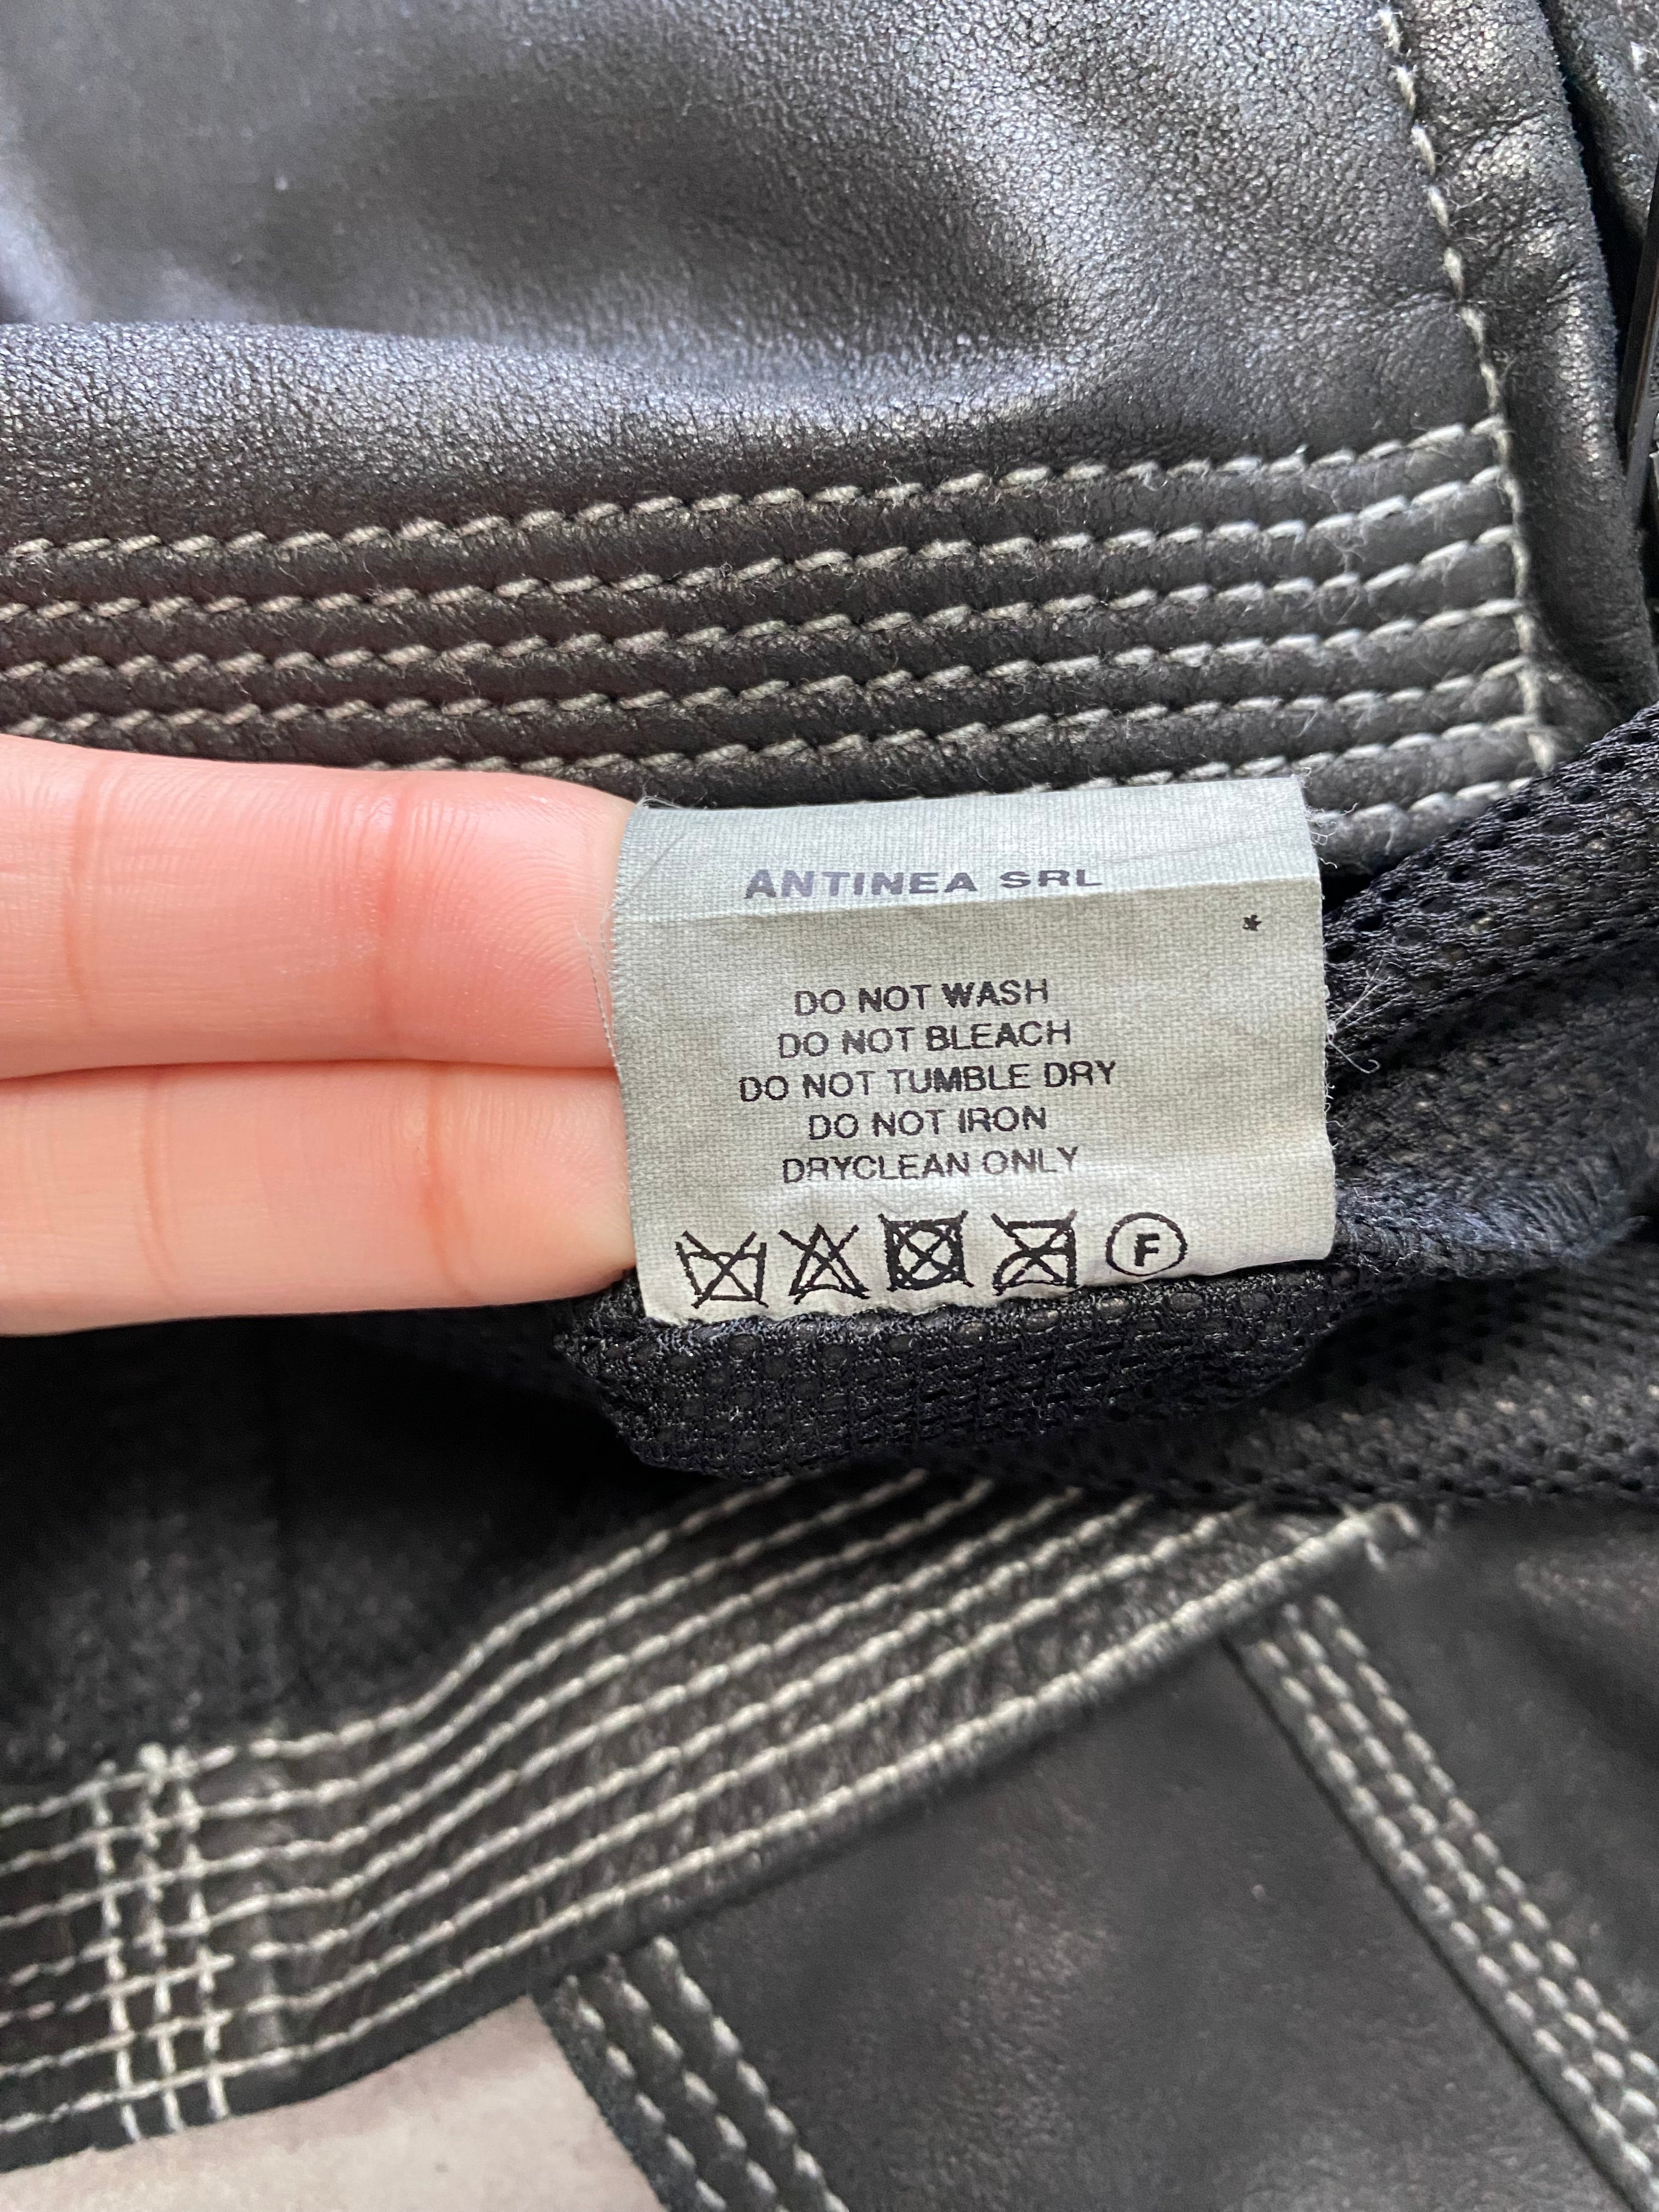 ANTINEA SRL
DO NOT WASH
DO NOT BLEACH
DO NOT TUMBLE DRY
DO NOT IRON
DRYCLEAN ONLY
F